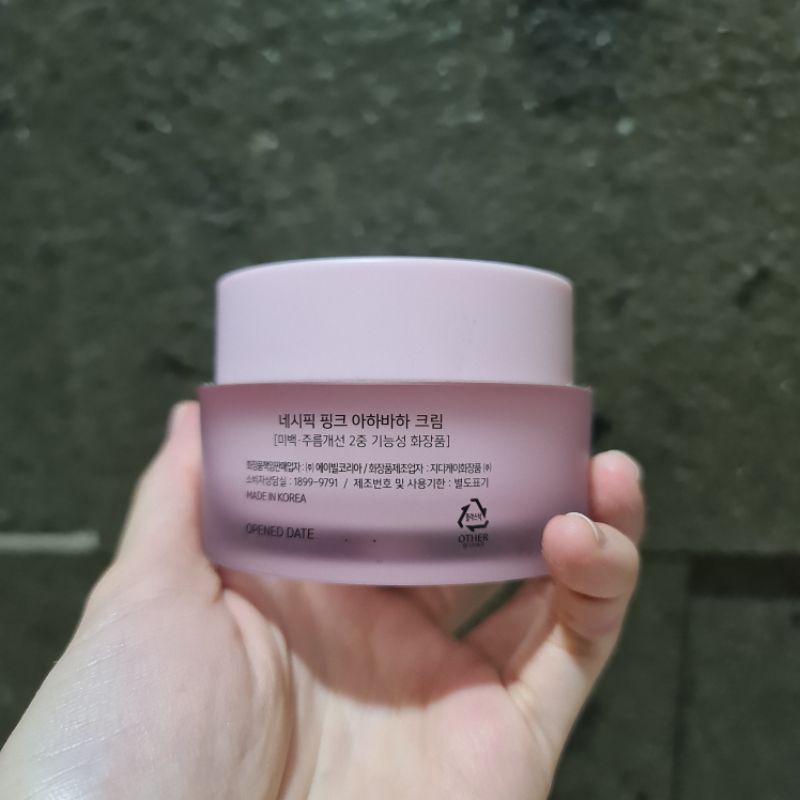 네시픽 핑크 아하바하 크림
[미백·주름개선 2중 기능성 화장품]
화장품책임판매업자 : ㈜ 에이빌코리아 / 화장품제조업자 : 지디케이화장품 ㈜
소비자상담실 : 1899-9791 / 제조번호 및 사용기한 : 별도표기
MADE IN KOREA
플라스틱
OPENED DATE
OTHER